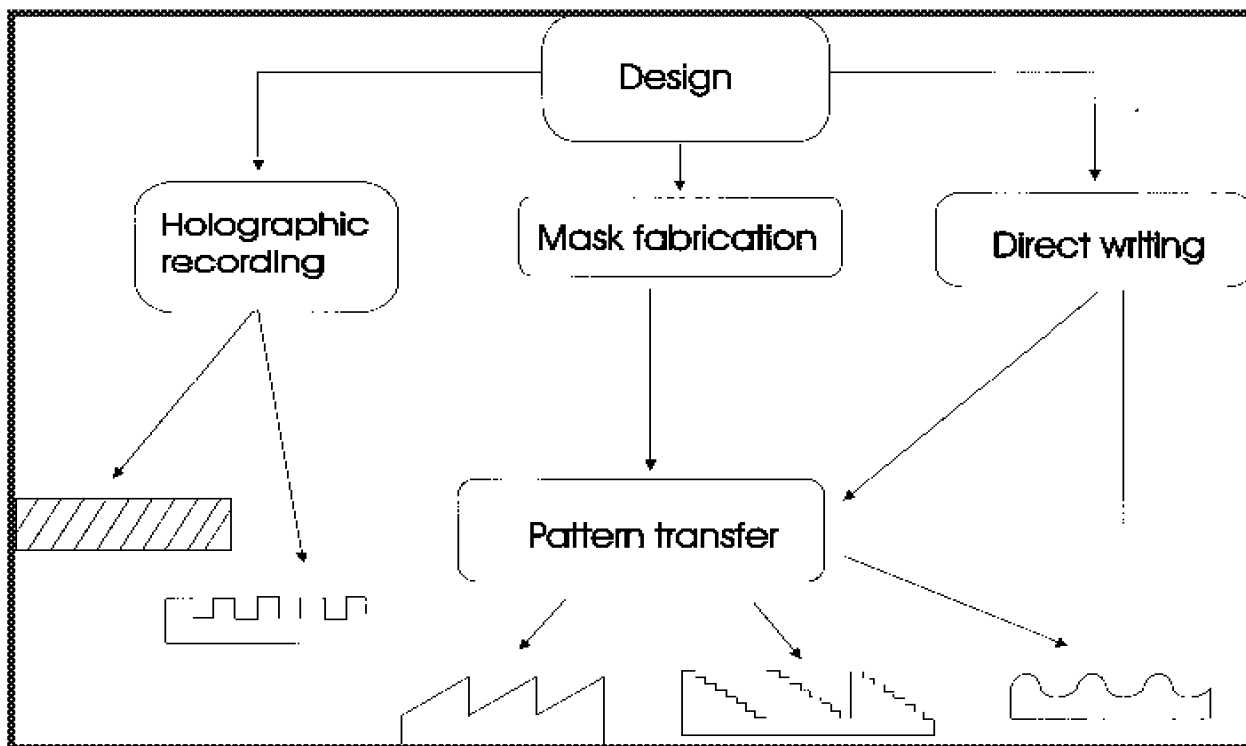 Design
Holographic
recording
Mask fabrication
Direct writing
Pattern transfer